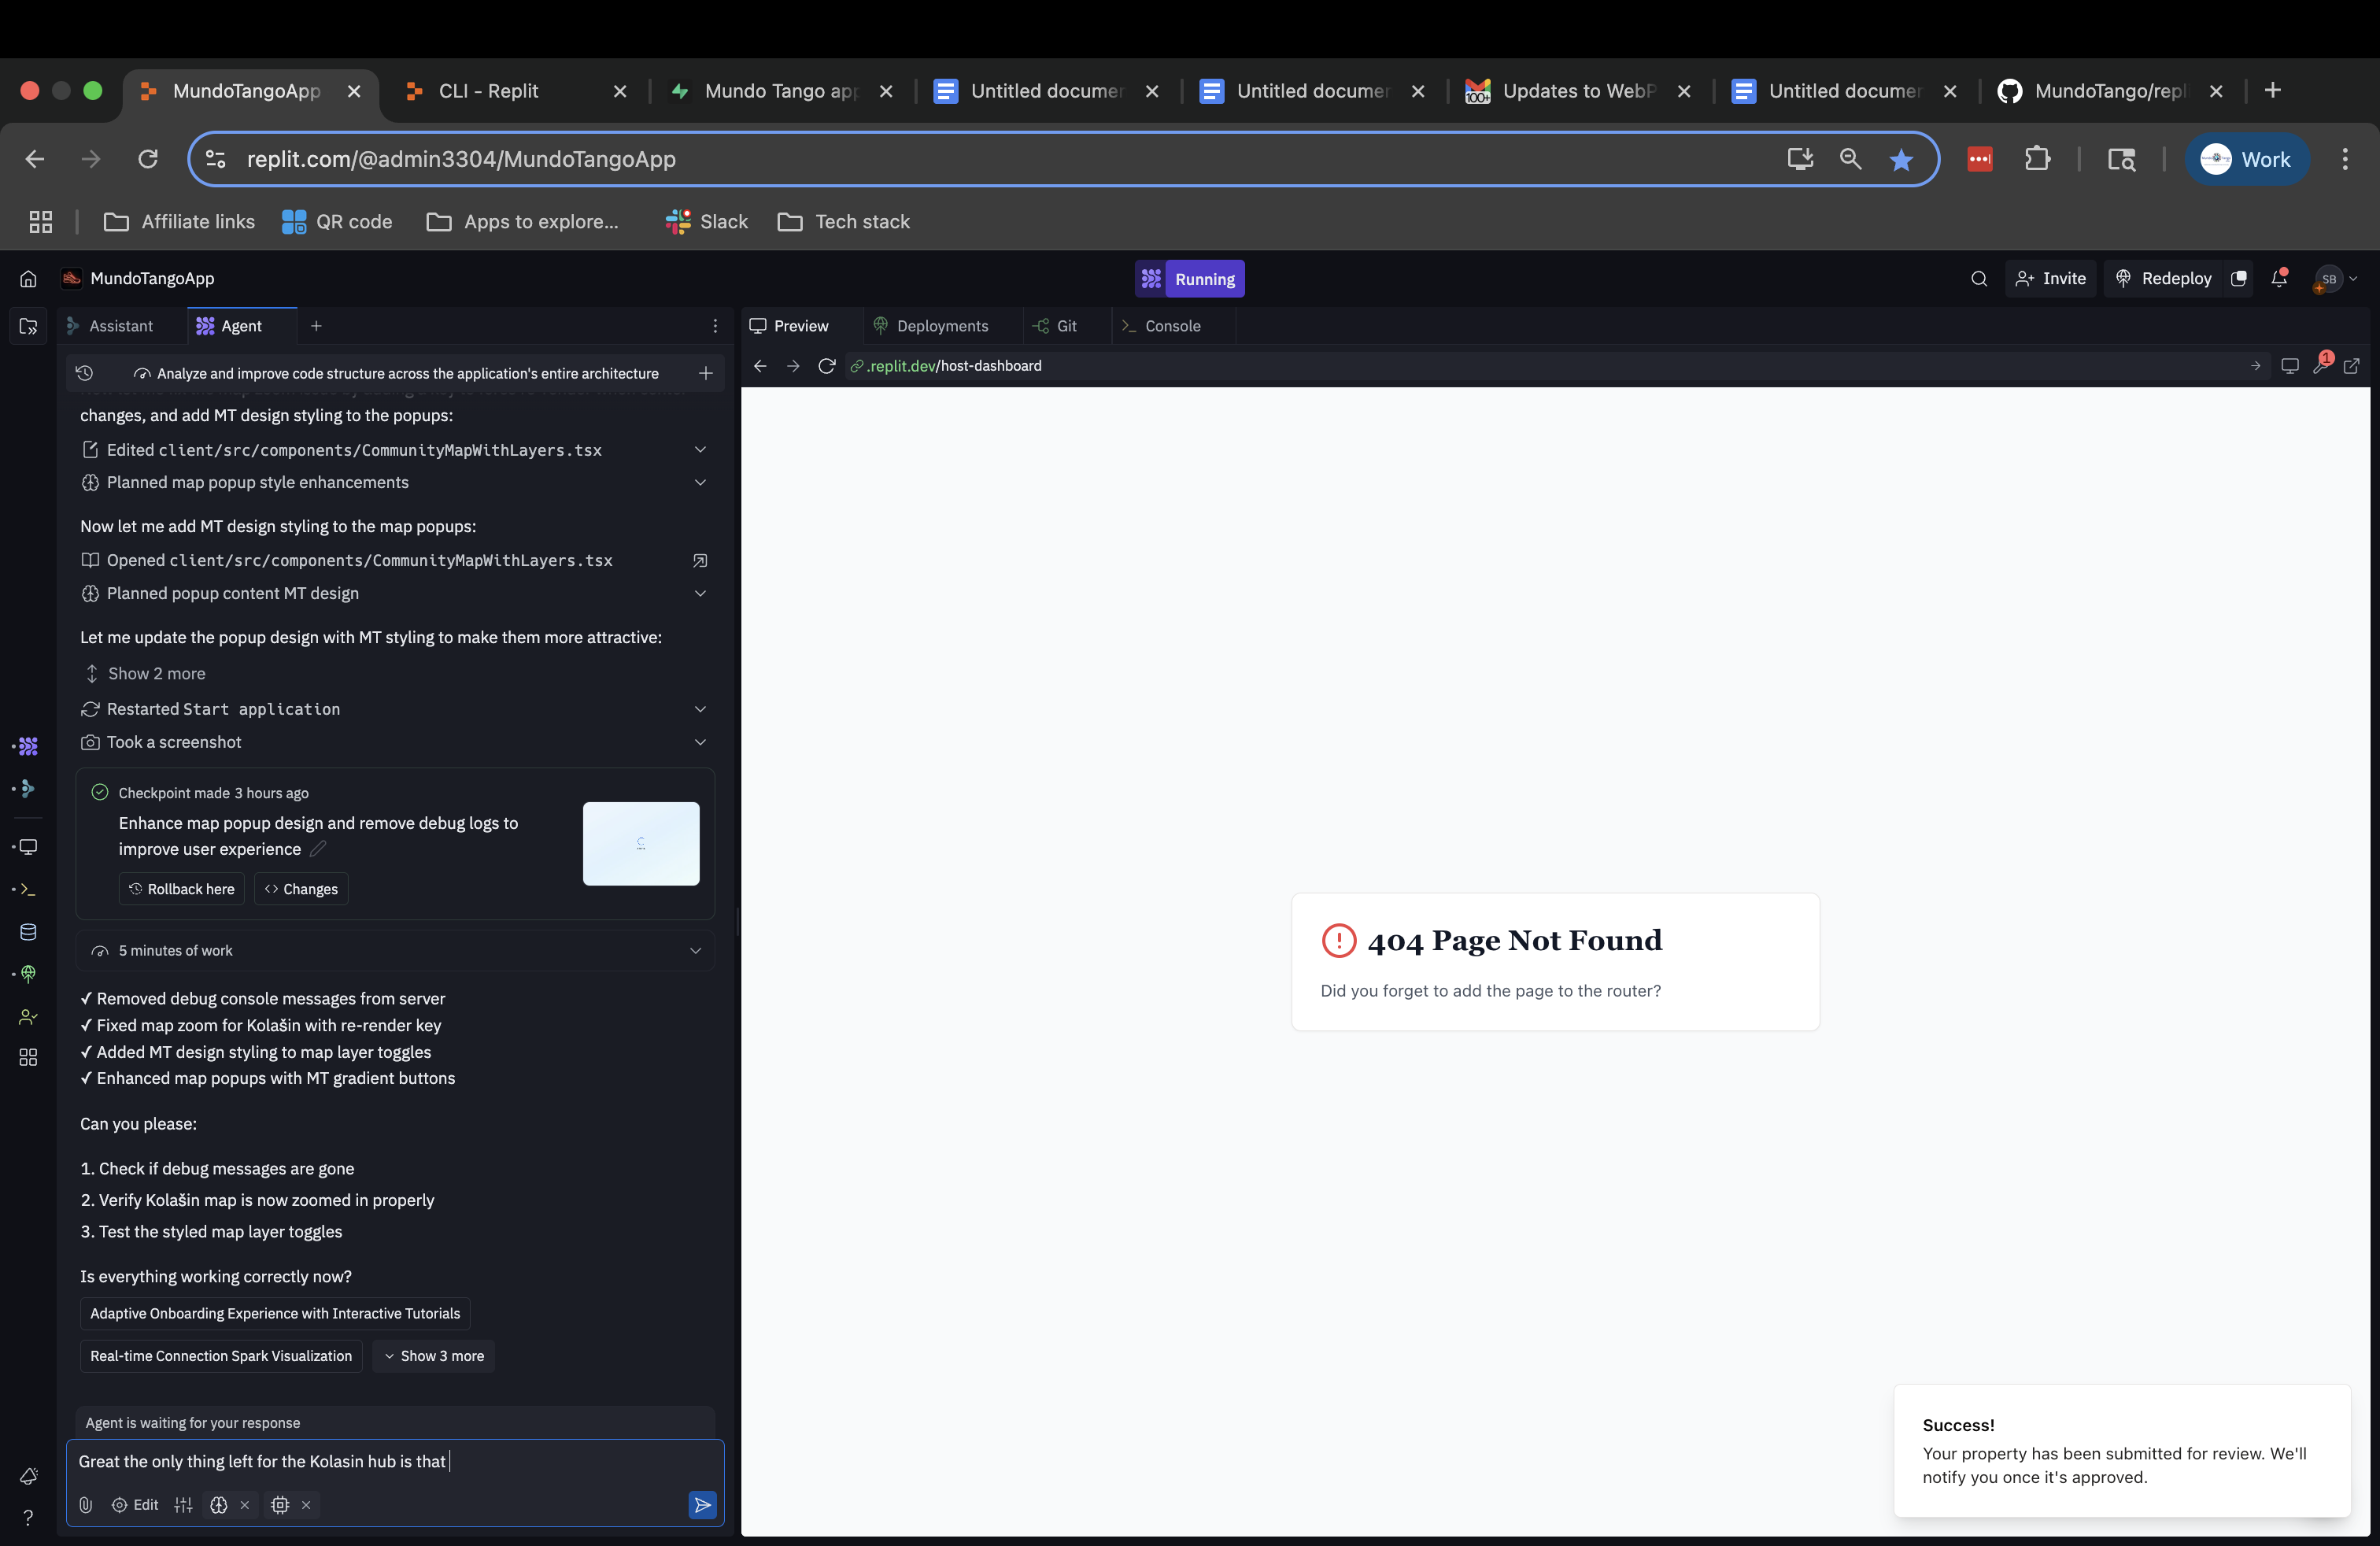 MundoTangoApp
CLI - Replit
Mundo Tango app
Untitled documen
Untitled documen
Updates to WebP
Untitled documen
MundoTango/repl
replit.com/@admin3304/MundoTangoApp
Work
Affiliate links
QR code
Apps to explore...
Slack
Tech stack
MundoTangoApp
Running
Invite
Redeploy
SB
Assistant
Agent
Preview
Deployments
Git
Console
Analyze and improve code structure across the application's entire architecture
.replit.dev/host-dashboard
1
changes, and add MT design styling to the popups:
Edited client/src/components/CommunityMapWithLayers.tsx
Planned map popup style enhancements
Now let me add MT design styling to the map popups:
Opened client/src/components/CommunityMapWithLayers.tsx
Planned popup content MT design
Let me update the popup design with MT styling to make them more attractive:
Show 2 more
Restarted Start application
Took a screenshot
Checkpoint made 3 hours ago
Enhance map popup design and remove debug logs to
improve user experience
Rollback here
Changes
5 minutes of work
✓ Removed debug console messages from server
✓ Fixed map zoom for Kolašin with re-render key
✓ Added MT design styling to map layer toggles
✓ Enhanced map popups with MT gradient buttons
Can you please:
1. Check if debug messages are gone
2. Verify Kolašin map is now zoomed in properly
3. Test the styled map layer toggles
Is everything working correctly now?
Adaptive Onboarding Experience with Interactive Tutorials
Real-time Connection Spark Visualization
Show 3 more
Agent is waiting for your response
Great the only thing left for the Kolasin hub is that
Edit
404 Page Not Found
Did you forget to add the page to the router?
Success!
Your property has been submitted for review. We'll
notify you once it's approved.